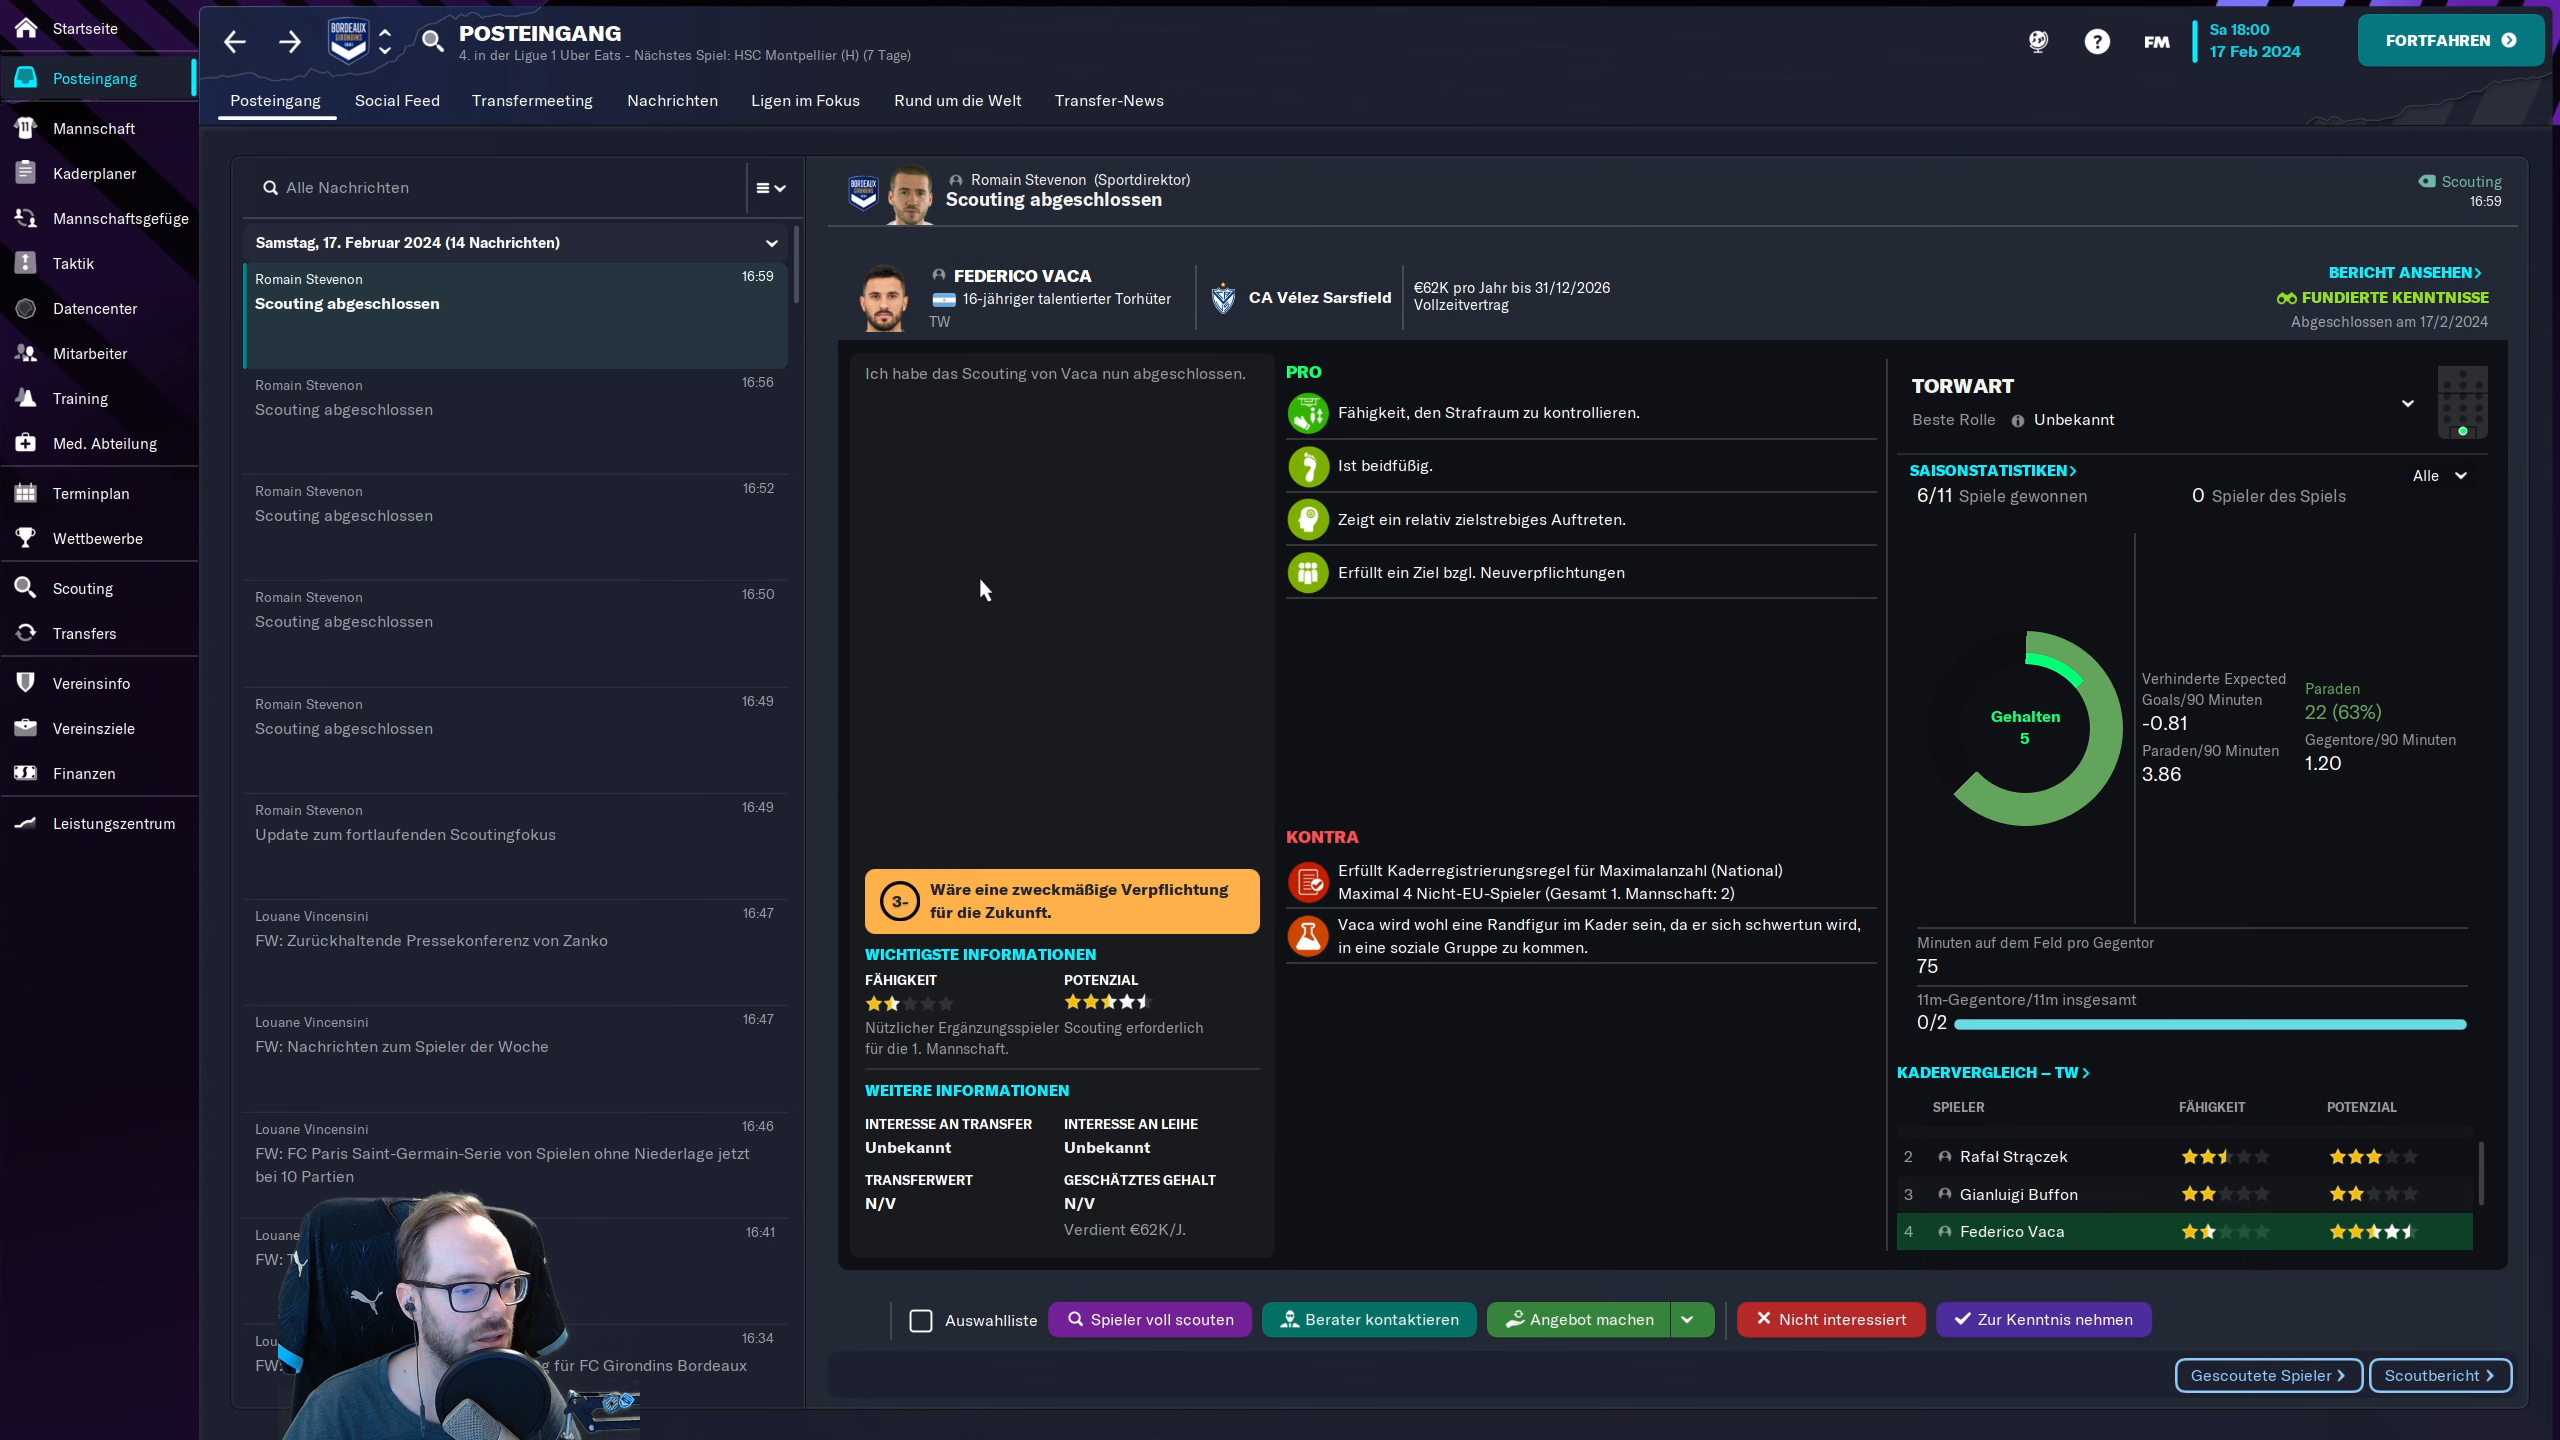 Startseite
Posteingang
Mannschaft
Kaderplaner
Mannschaftsgefüge
Taktik
Datencenter
Mitarbeiter
Training
Med. Abteilung
Terminplan
Wettbewerbe
Scouting
Transfers
Vereinsinfo
Vereinsziele
Finanzen
Leistungszentrum
POSTEINGANG
4. in der Ligue 1 Uber Eats - Nächstes Spiel: HSC Montpellier (H) (7 Tage)
FM
Sa 18:00
17 Feb 2024
FORTFAHREN
Posteingang
Social Feed
Transfermeeting
Nachrichten
Ligen im Fokus
Rund um die Welt
Transfer-News
Alle Nachrichten
Samstag, 17. Februar 2024 (14 Nachrichten)
Romain Stevenon 16:59
Scouting abgeschlossen
Romain Stevenon 16:56
Scouting abgeschlossen
Romain Stevenon 16:52
Scouting abgeschlossen
Romain Stevenon 16:50
Scouting abgeschlossen
Romain Stevenon 16:49
Scouting abgeschlossen
Romain Stevenon 16:49
Update zum fortlaufenden Scoutingfokus
Louane Vincensini 16:47
FW: Zurückhaltende Pressekonferenz von Zanko
Louane Vincensini 16:47
FW: Nachrichten zum Spieler der Woche
Louane Vincensini 16:46
FW: FC Paris Saint-Germain-Serie von Spielen ohne Niederlage jetzt
bei 10 Partien
Louane 16:41
FW:
16:34
FW: für FC Girondins Bordeaux
Romain Stevenon (Sportdirektor)
Scouting abgeschlossen
Scouting
16:59
FEDERICO VACA
16-jähriger talentierter Torhüter
TW
CA Vélez Sarsfield
€62K pro Jahr bis 31/12/2026
Vollzeitvertrag
BERICHT ANSEHEN
FUNDIERTE KENNTNISSE
Abgeschlossen am 17/2/2024
Ich habe das Scouting von Vaca nun abgeschlossen.
3-
Wäre eine zweckmäßige Verpflichtung
für die Zukunft.
WICHTIGSTE INFORMATIONEN
FÄHIGKEIT POTENZIAL
Nützlicher Ergänzungsspieler Scouting erforderlich
für die 1. Mannschaft.
WEITERE INFORMATIONEN
INTERESSE AN TRANSFER INTERESSE AN LEIHE
Unbekannt Unbekannt
TRANSFERWERT GESCHÄTZTES GEHALT
N/V N/V
Verdient €62K/J.
PRO
Fähigkeit, den Strafraum zu kontrollieren.
Ist beidfüßig.
Zeigt ein relativ zielstrebiges Auftreten.
Erfüllt ein Ziel bzgl. Neuverpflichtungen
KONTRA
Erfüllt Kaderregistrierungsregel für Maximalanzahl (National)
Maximal 4 Nicht-EU-Spieler (Gesamt 1. Mannschaft: 2)
Vaca wird wohl eine Randfigur im Kader sein, da er sich schwertun wird,
in eine soziale Gruppe zu kommen.
TORWART
Beste Rolle Unbekannt
SAISONSTATISTIKEN
Alle
6/11 Spiele gewonnen
0 Spieler des Spiels
Gehalten
5
Verhinderte Expected
Goals/90 Minuten
-0.81
Paraden/90 Minuten
3.86
Paraden
22 (63%)
Gegentore/90 Minuten
1.20
Minuten auf dem Feld pro Gegentor
75
11m-Gegentore/11m insgesamt
0/2
KADERVERGLEICH – TW
SPIELER FÄHIGKEIT POTENZIAL
2 Rafał Strączek
3 Gianluigi Buffon
4 Federico Vaca
Auswahlliste
Spieler voll scouten
Berater kontaktieren
Angebot machen
Nicht interessiert
Zur Kenntnis nehmen
Gescoutete Spieler
Scoutbericht